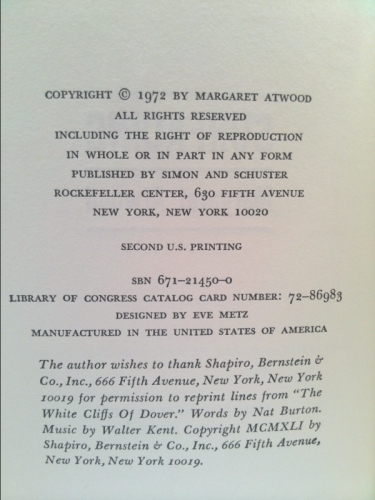 COPYRIGHT © 1972 BY MARGARET ATWOOD
ALL RIGHTS RESERVED
INCLUDING THE RIGHT OF REPRODUCTION
IN WHOLE OR IN PART IN ANY FORM
PUBLISHED BY SIMON AND SCHUSTER
ROCKEFELLER CENTER, 630 FIFTH AVENUE
NEW YORK, NEW YORK 10020
SECOND U.S. PRINTING
SBN 671-21450-0
LIBRARY OF CONGRESS CATALOG CARD NUMBER: 72-86983
DESIGNED BY EVE METZ
MANUFACTURED IN THE UNITED STATES OF AMERICA
The author wishes to thank Shapiro, Bernstein &
Co., Inc., 666 Fifth Avenue, New York, New York
10019 for permission to reprint lines from "The
White Cliffs Of Dover." Words by Nat Burton.
Music by Walter Kent. Copyright MCMXLI by
Shapiro, Bernstein & Co., Inc., 666 Fifth Avenue,
New York, New York 10019.